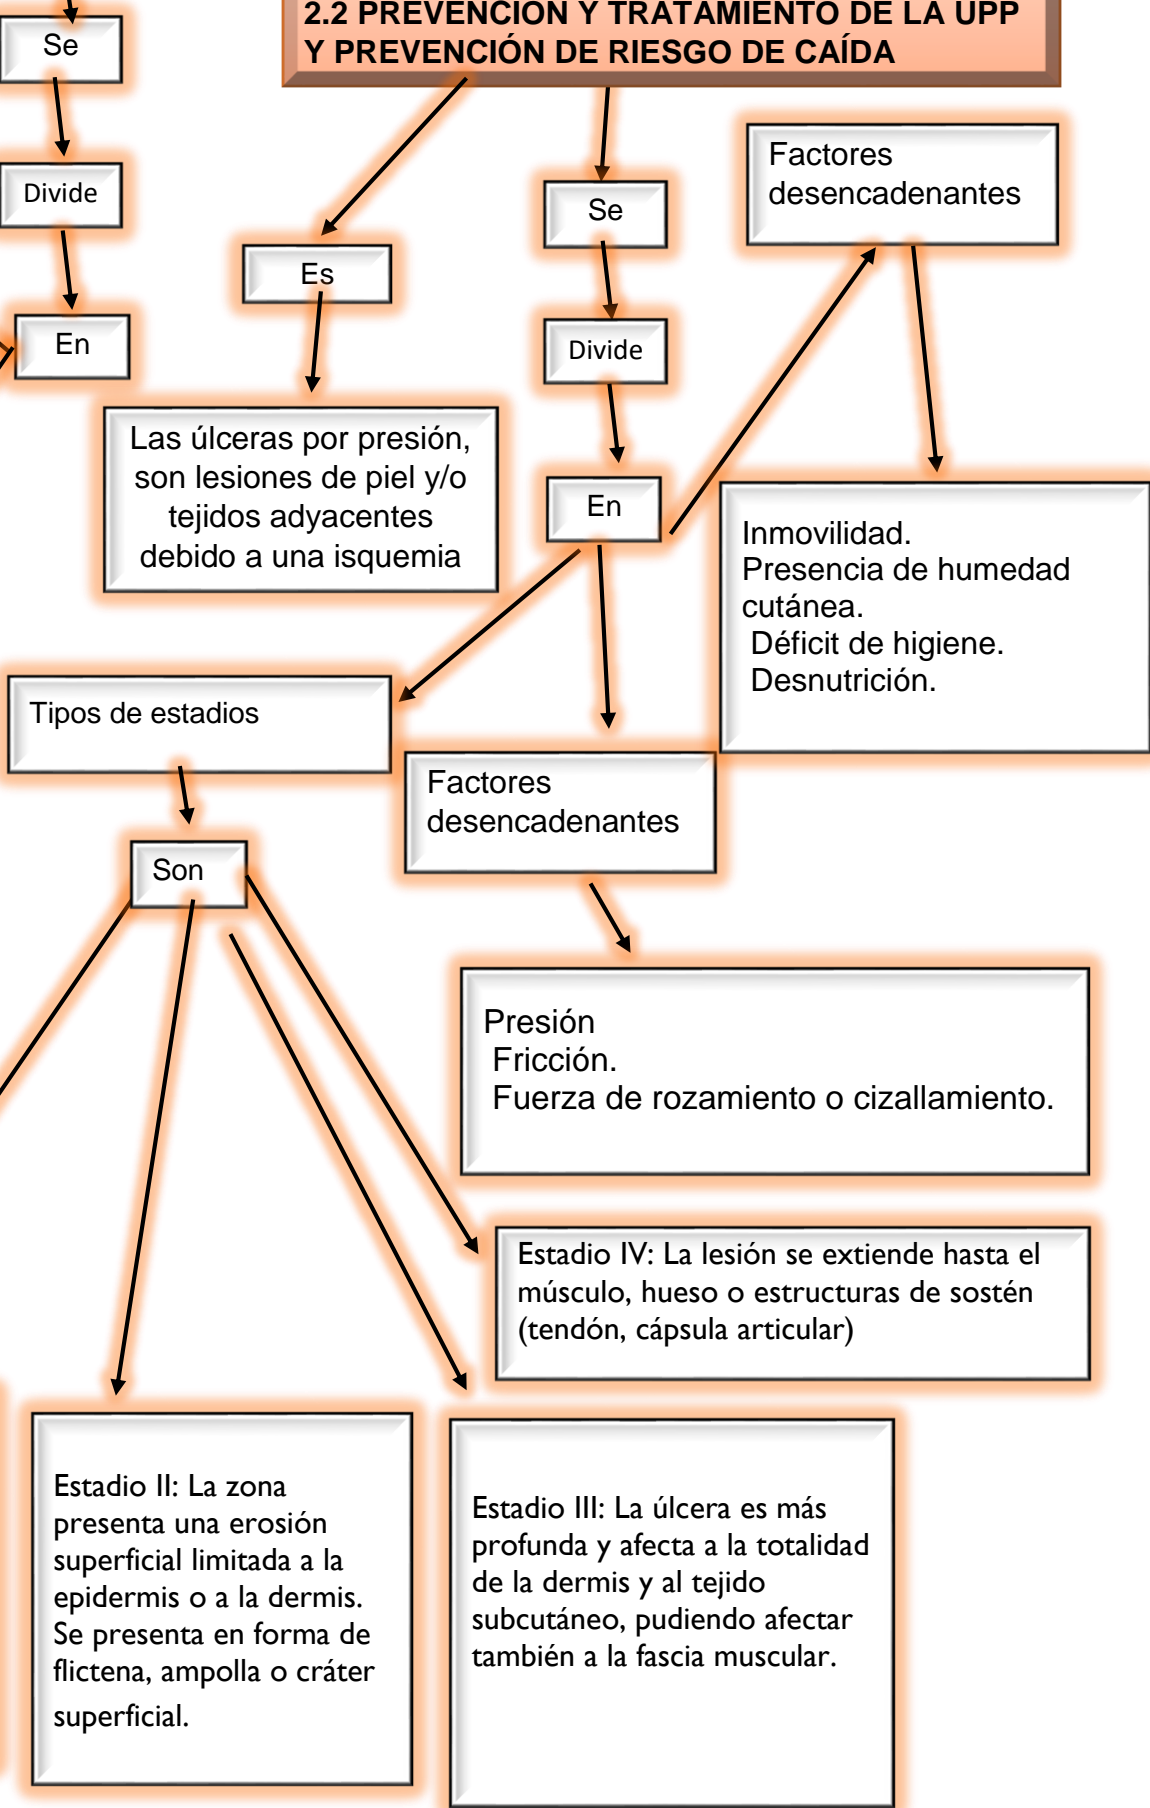 2.2 PREVENCIÓN Y TRATAMIENTO DE LA UPP
Y PREVENCIÓN DE RIESGO DE CAÍDA
Se
Divide
En
Es
Las úlceras por presión,
son lesiones de piel y/o
tejidos adyacentes
debido a una isquemia
Se
Divide
En
Factores
desencadenantes
Inmovilidad.
Presencia de humedad
cutánea.
Déficit de higiene.
Desnutrición.
Tipos de estadios
Son
Factores
desencadenantes
Presión
Fricción.
Fuerza de rozamiento o cizallamiento.
Estadio IV: La lesión se extiende hasta el
músculo, hueso o estructuras de sostén
(tendón, cápsula articular)
Estadio II: La zona
presenta una erosión
superficial limitada a la
epidermis o a la dermis.
Se presenta en forma de
flictena, ampolla o cráter
superficial.
Estadio III: La úlcera es más
profunda y afecta a la totalidad
de la dermis y al tejido
subcutáneo, pudiendo afectar
también a la fascia muscular.